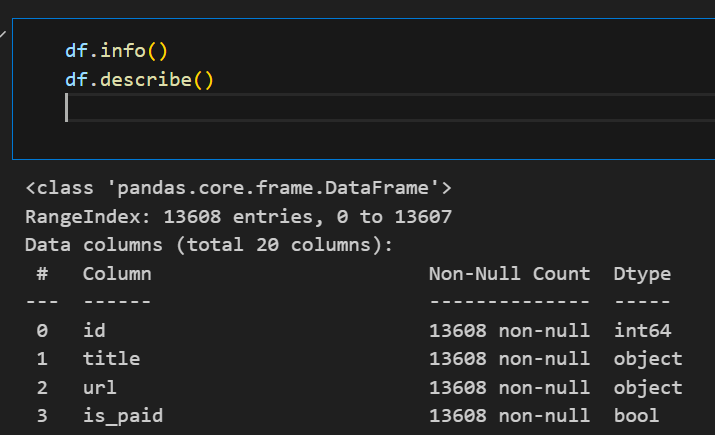 df.info()
df.describe()
<class 'pandas.core.frame.DataFrame'>
RangeIndex: 13608 entries, 0 to 13607
Data columns (total 20 columns):
 #   Column                        Non-Null Count  Dtype
---  ------                        --------------  -----
 0   id                            13608 non-null  int64
 1   title                         13608 non-null  object
 2   url                           13608 non-null  object
 3   is_paid                       13608 non-null  bool